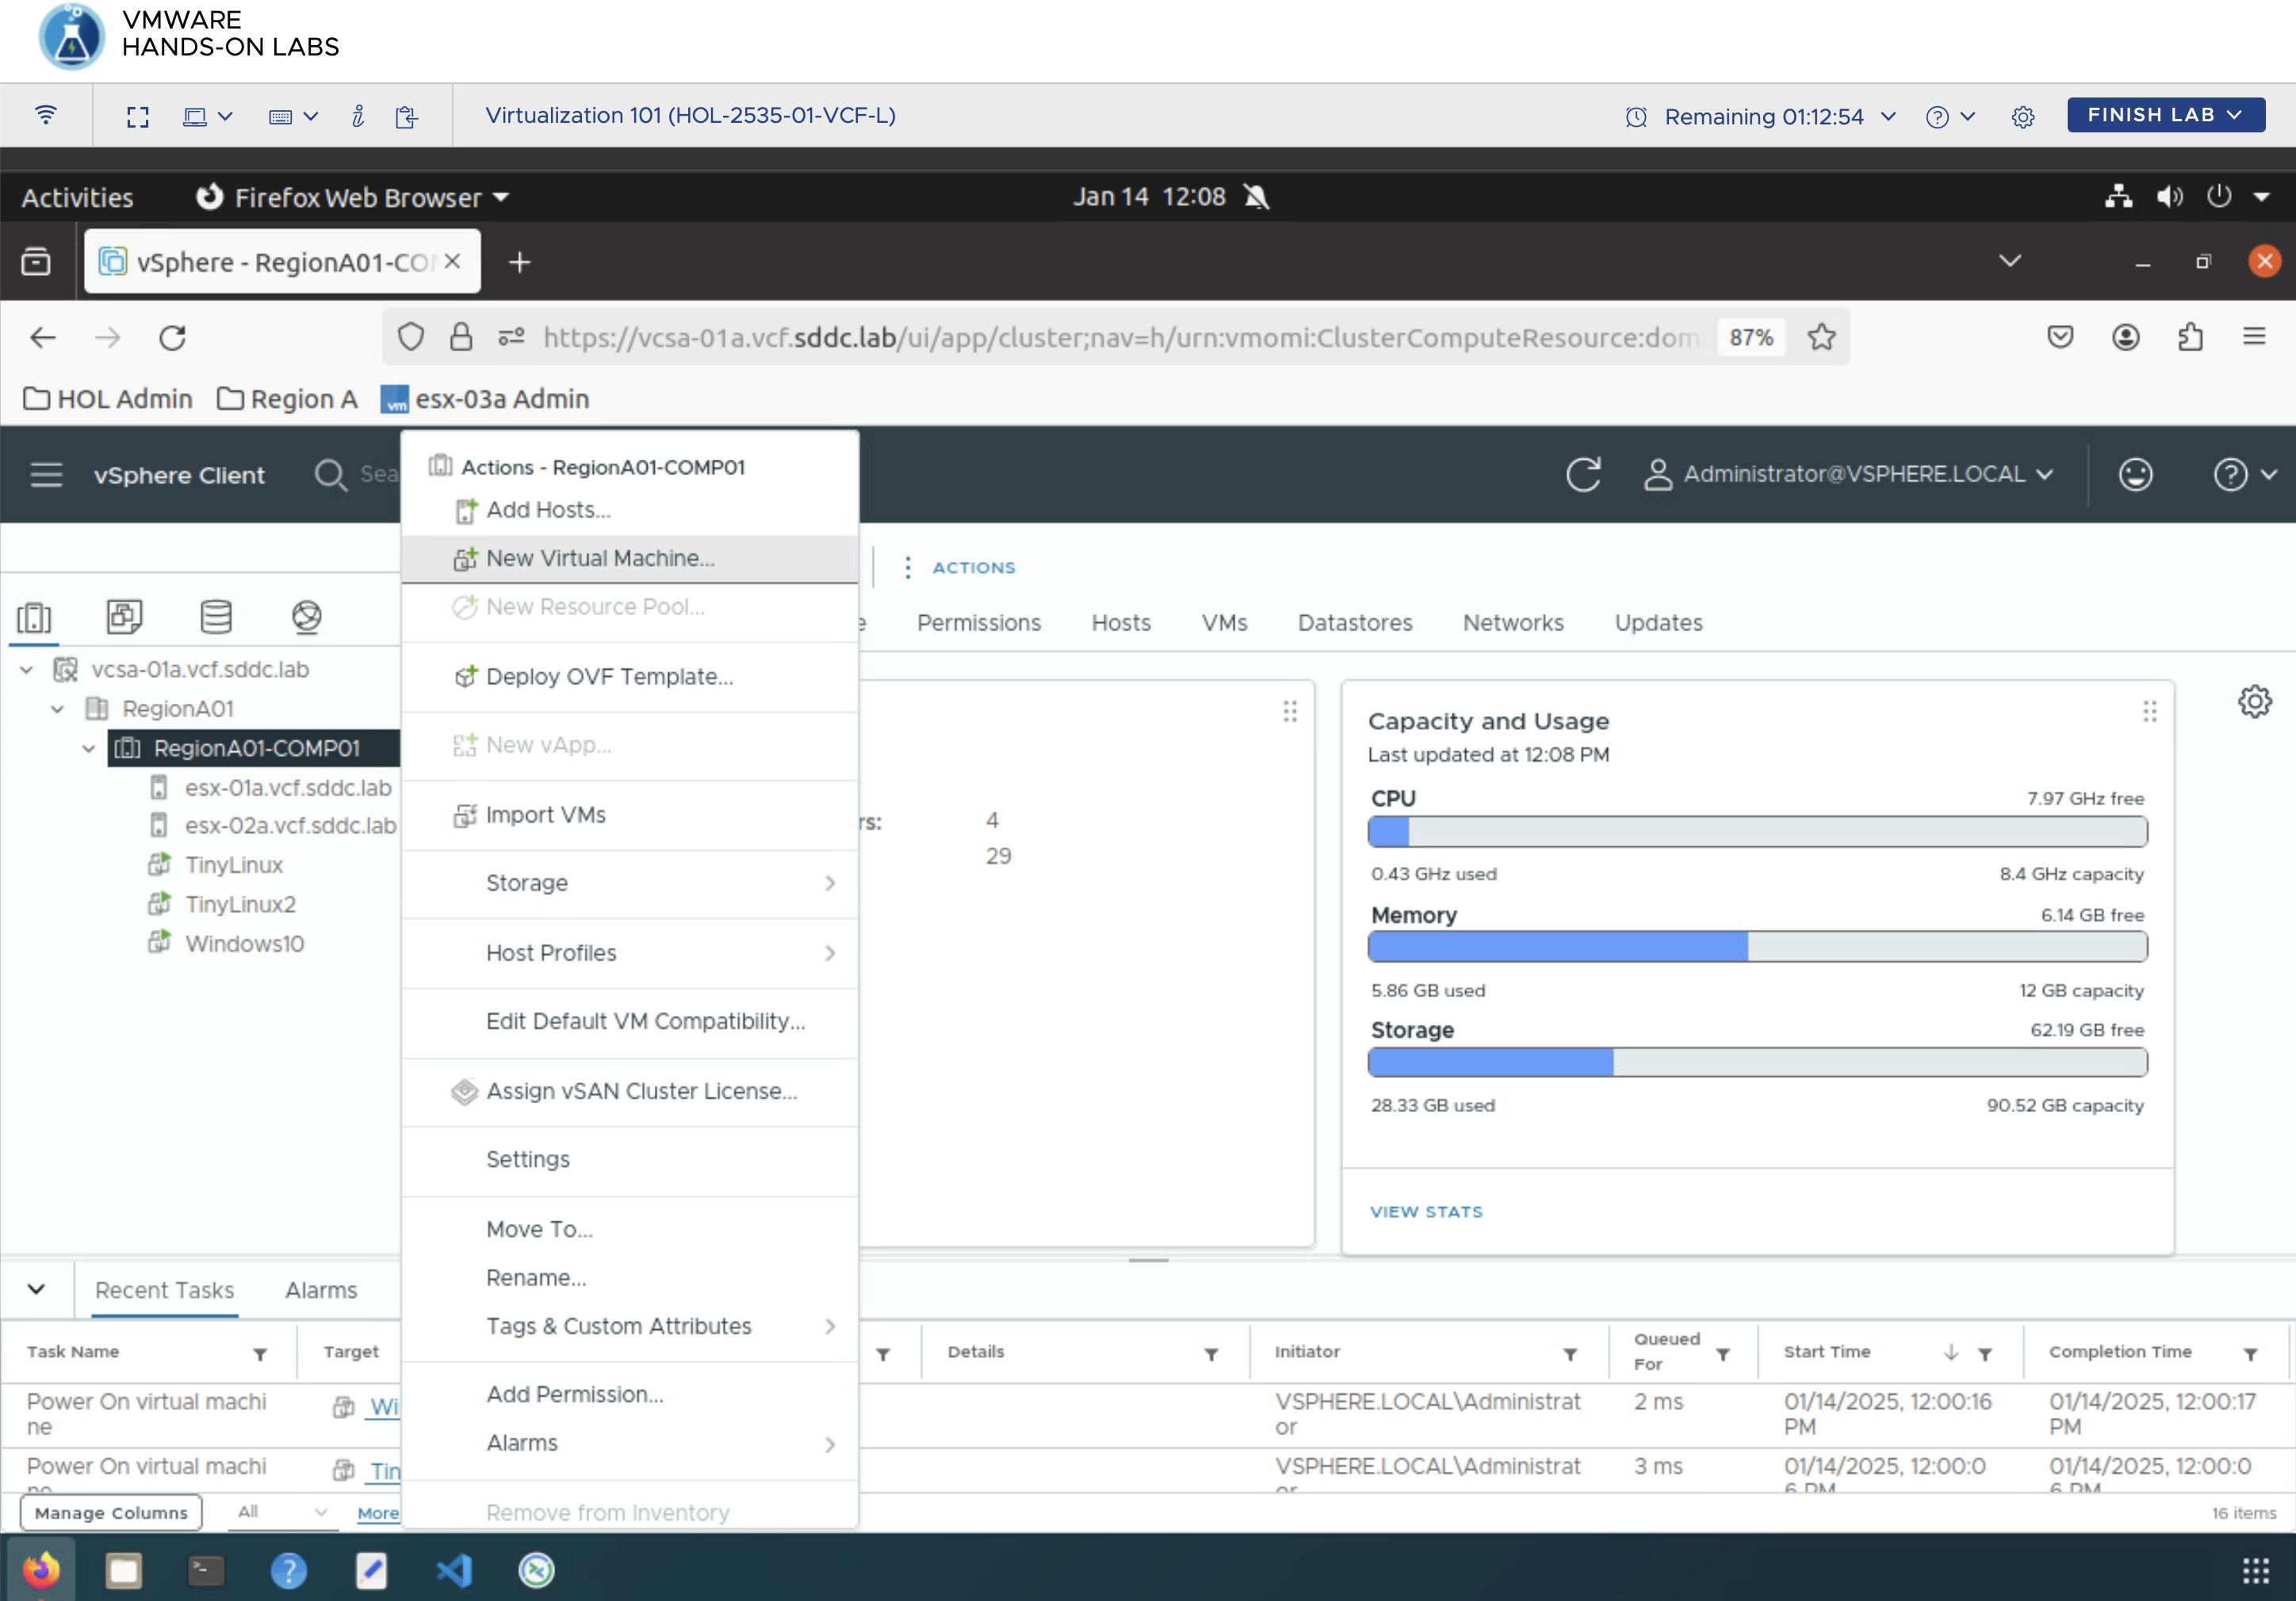 VMWARE
HANDS-ON LABS
Virtualization 101 (HOL-2535-01-VCF-L)
Remaining 01:12:54
FINISH LAB
Activities
Firefox Web Browser
Jan 14 12:08
vSphere - RegionA01-CO
https://vcsa-01a.vcf.sddc.lab/ui/app/cluster;nav=h/urn:vmomi:ClusterComputeResource:dom
87%
HOL Admin
Region A
vm
esx-03a Admin
vSphere Client
Sea
Administrator@VSPHERE.LOCAL
Actions - RegionA01-COMP01
Add Hosts...
New Virtual Machine...
New Resource Pool...
Deploy OVF Template...
New vApp...
Import VMs
Storage
Host Profiles
Edit Default VM Compatibility...
Assign vSAN Cluster License...
Settings
Move To...
Rename...
Tags & Custom Attributes
Add Permission...
Alarms
Remove from Inventory
ACTIONS
Permissions
Hosts
VMs
Datastores
Networks
Updates
vcsa-01a.vcf.sddc.lab
RegionA01
RegionA01-COMP01
esx-01a.vcf.sddc.lab
esx-02a.vcf.sddc.lab
TinyLinux
TinyLinux2
Windows10
rs: 4
29
Capacity and Usage
Last updated at 12:08 PM
CPU
7.97 GHz free
0.43 GHz used
8.4 GHz capacity
Memory
6.14 GB free
5.86 GB used
12 GB capacity
Storage
62.19 GB free
28.33 GB used
90.52 GB capacity
VIEW STATS
Recent Tasks
Alarms
Task Name
Target
Details
Initiator
Queued
For
Start Time
Completion Time
Power On virtual machi
ne
Wi
VSPHERE.LOCAL\Administrat
or
2 ms
01/14/2025, 12:00:16
PM
01/14/2025, 12:00:17
PM
Power On virtual machi
ne
Tin
VSPHERE.LOCAL\Administrat
or
3 ms
01/14/2025, 12:00:0
6 PM
01/14/2025, 12:00:0
6 PM
Manage Columns
All
More
16 items